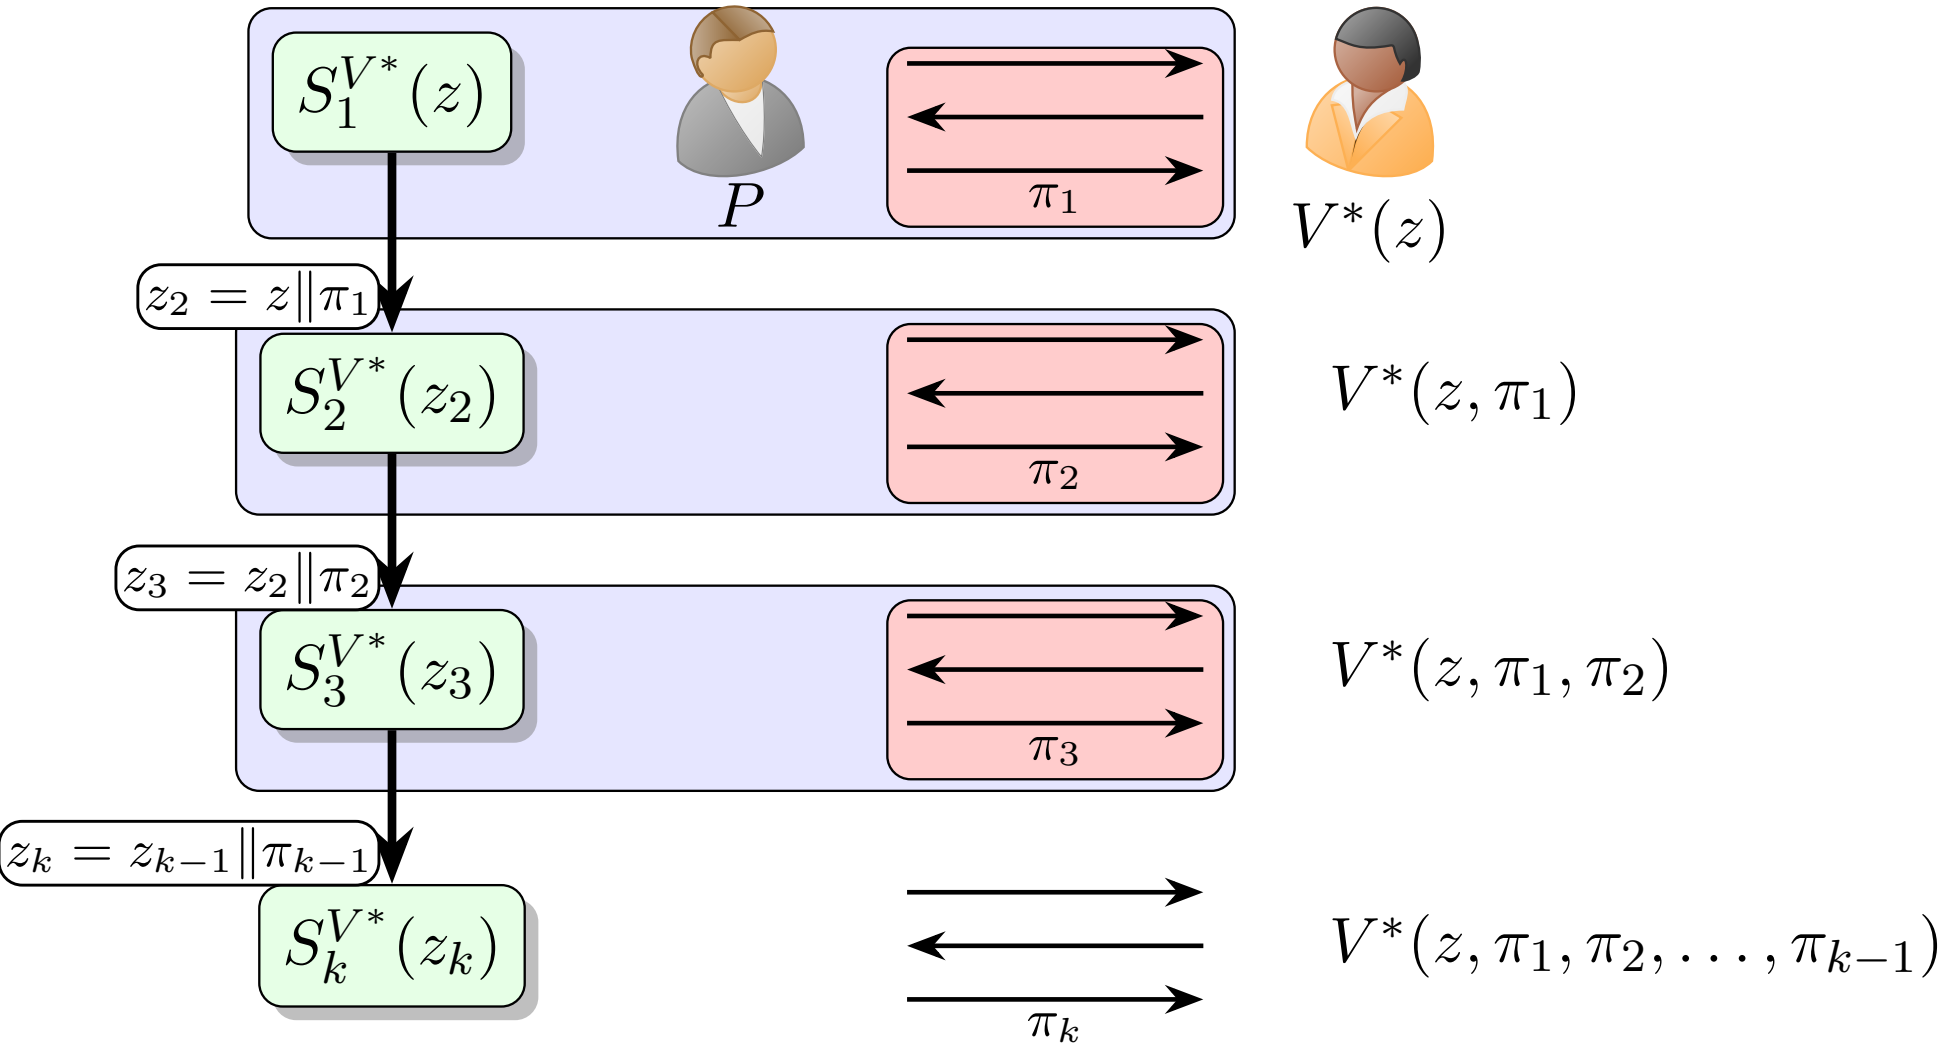 S_1^{V*}(z)
P
π_1
V*(z)
z_2 = z‖π_1
S_2^{V*}(z_2)
π_2
V*(z, π_1)
z_3 = z_2‖π_2
S_3^{V*}(z_3)
π_3
V*(z, π_1, π_2)
z_k = z_{k−1}‖π_{k−1}
S_k^{V*}(z_k)
π_k
V*(z, π_1, π_2, . . . , π_{k−1})